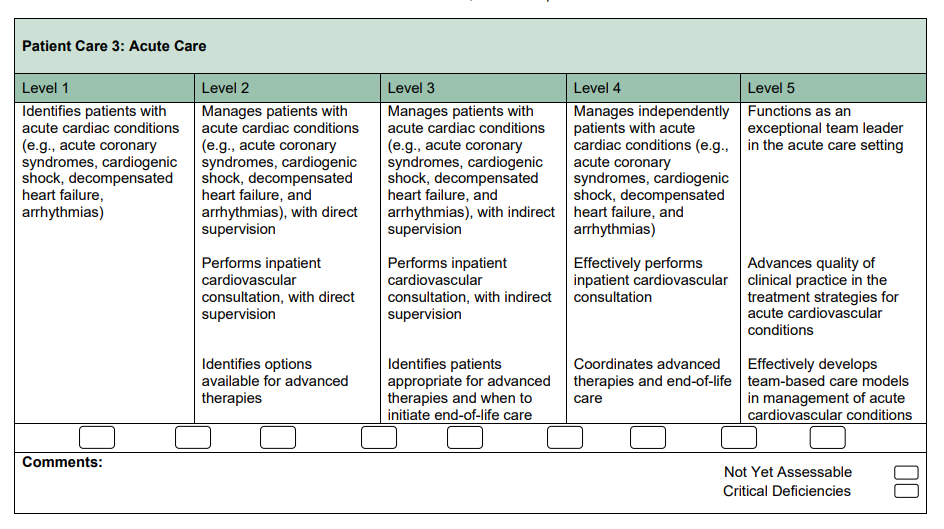 Patient Care 3: Acute Care
Level 1
Level 2
Level 3
Level 4
Level 5
Identifies patients with
acute cardiac conditions
(e.g., acute coronary
syndromes, cardiogenic
shock, decompensated
heart failure,
arrhythmias)
Manages patients with
acute cardiac conditions
(e.g., acute coronary
syndromes, cardiogenic
shock, decompensated
heart failure, and
arrhythmias), with direct
supervision
Performs inpatient
cardiovascular
consultation, with direct
supervision
Identifies options
available for advanced
therapies
Manages patients with
acute cardiac conditions
(e.g., acute coronary
syndromes, cardiogenic
shock, decompensated
heart failure, and
arrhythmias), with indirect
supervision
Performs inpatient
cardiovascular
consultation, with indirect
supervision
Identifies patients
appropriate for advanced
therapies and when to
initiate end-of-life care
Manages independently
patients with acute
cardiac conditions (e.g.,
acute coronary
syndromes, cardiogenic
shock, decompensated
heart failure, and
arrhythmias)
Effectively performs
inpatient cardiovascular
consultation
Coordinates advanced
therapies and end-of-life
care
Functions as an
exceptional team leader
in the acute care setting
Advances quality of
clinical practice in the
treatment strategies for
acute cardiovascular
conditions
Effectively develops
team-based care models
in management of acute
cardiovascular conditions
Comments:
Not Yet Assessable
Critical Deficiencies